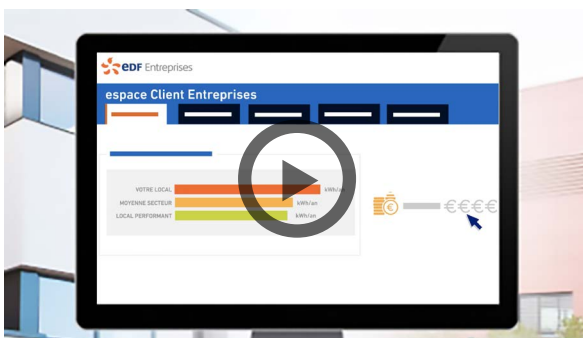 edF Entreprises
espace Client Entreprises
VOTRE LOCAL kWh/an
MOYENNE SECTEUR kWh/an
LOCAL PERFORMANT kWh/an
€ €€€€